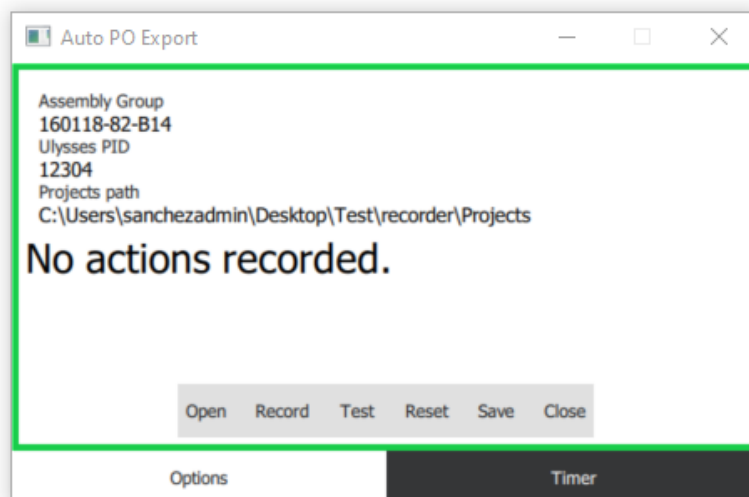 Auto PO Export
Assembly Group
160118-82-B14
Ulysses PID
12304
Projects path
C:\Users\sanchezadmin\Desktop\Test\recorder\Projects
No actions recorded.
Open Record Test Reset Save Close
Options Timer